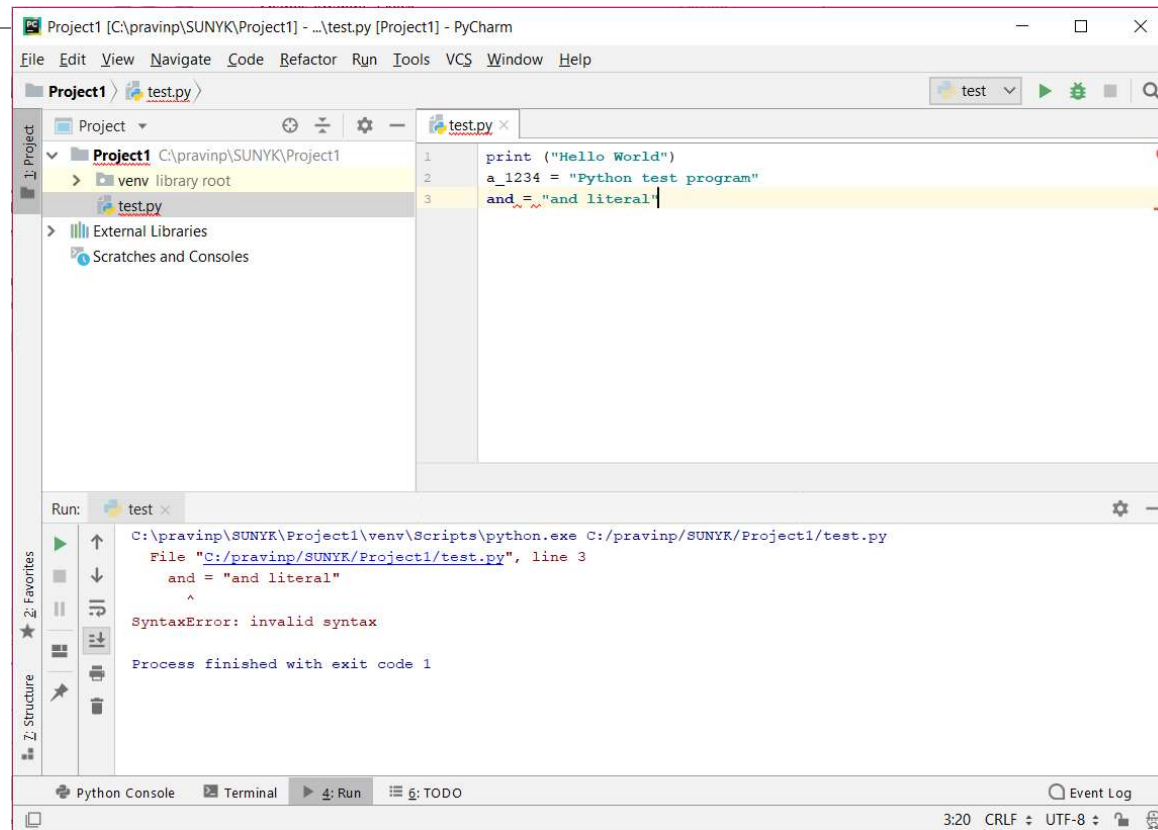 Project1 [C:\pravinp\SUNYK\Project1] - ...\test.py [Project1] - PyCharm
File Edit View Navigate Code Refactor Run Tools VCS Window Help
Project1 test.py test
1: Project
Project
test.py
Project1 C:\pravinp\SUNYK\Project1
venv library root
test.py
External Libraries
Scratches and Consoles
1 print ("Hello World")
2 a_1234 = "Python test program"
3 and = "and literal"
Run: test
C:\pravinp\SUNYK\Project1\venv\Scripts\python.exe C:/pravinp/SUNYK/Project1/test.py
File "C:/pravinp/SUNYK/Project1/test.py", line 3
and = "and literal"
^
SyntaxError: invalid syntax
Process finished with exit code 1
2: Favorites
7: Structure
Python Console Terminal 4: Run 6: TODO Event Log
3:20 CRLF UTF-8